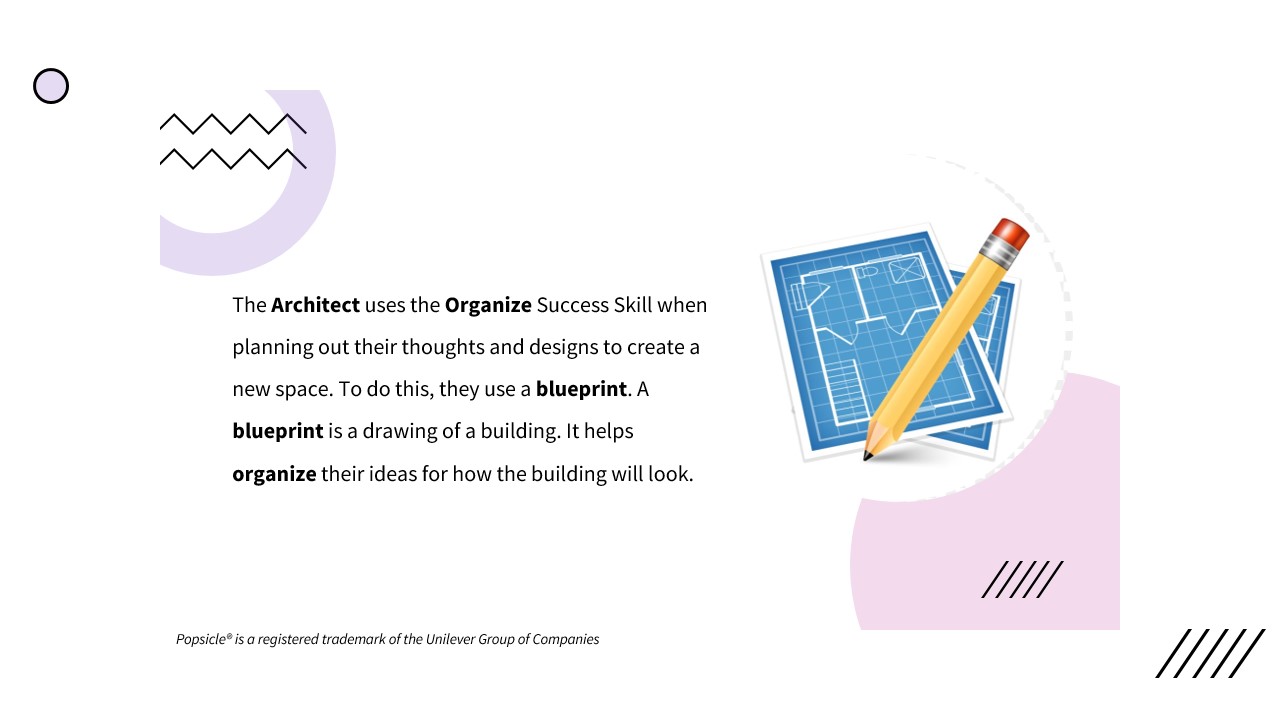 The Architect uses the Organize Success Skill when
planning out their thoughts and designs to create a
new space. To do this, they use a blueprint. A
blueprint is a drawing of a building. It helps
organize their ideas for how the building will look.
Popsicle® is a registered trademark of the Unilever Group of Companies